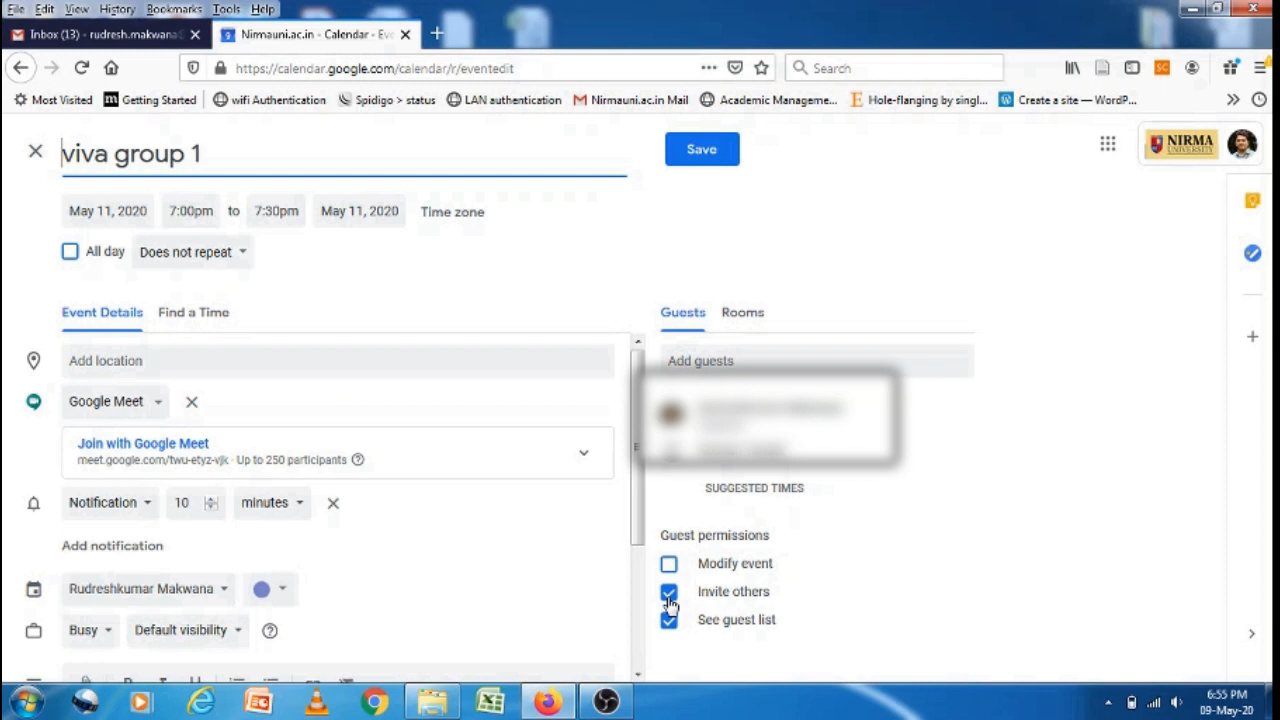 File Edit View History Bookmarks Tools Help
Inbox (13) - rudresh.makwana
Nirmauni.ac.in - Calendar - Eve
https://calendar.google.com/calendar/r/eventedit
Search
Most Visited Getting Started wifi Authentication Spidigo > status LAN authentication Nirmauni.ac.in Mail Academic Manageme... Hole-flanging by singl... Create a site — WordP...
viva group 1
Save
NIRMA
UNIVERSITY
May 11, 2020 7:00pm to 7:30pm May 11, 2020 Time zone
All day Does not repeat
Event Details Find a Time
Guests Rooms
Add location
Add guests
Google Meet
Join with Google Meet
meet.google.com/twu-etyz-vjk · Up to 250 participants
SUGGESTED TIMES
Notification 10 minutes
Add notification
Guest permissions
Modify event
Invite others
See guest list
Rudreshkumar Makwana
Busy Default visibility
6:55 PM
09-May-20